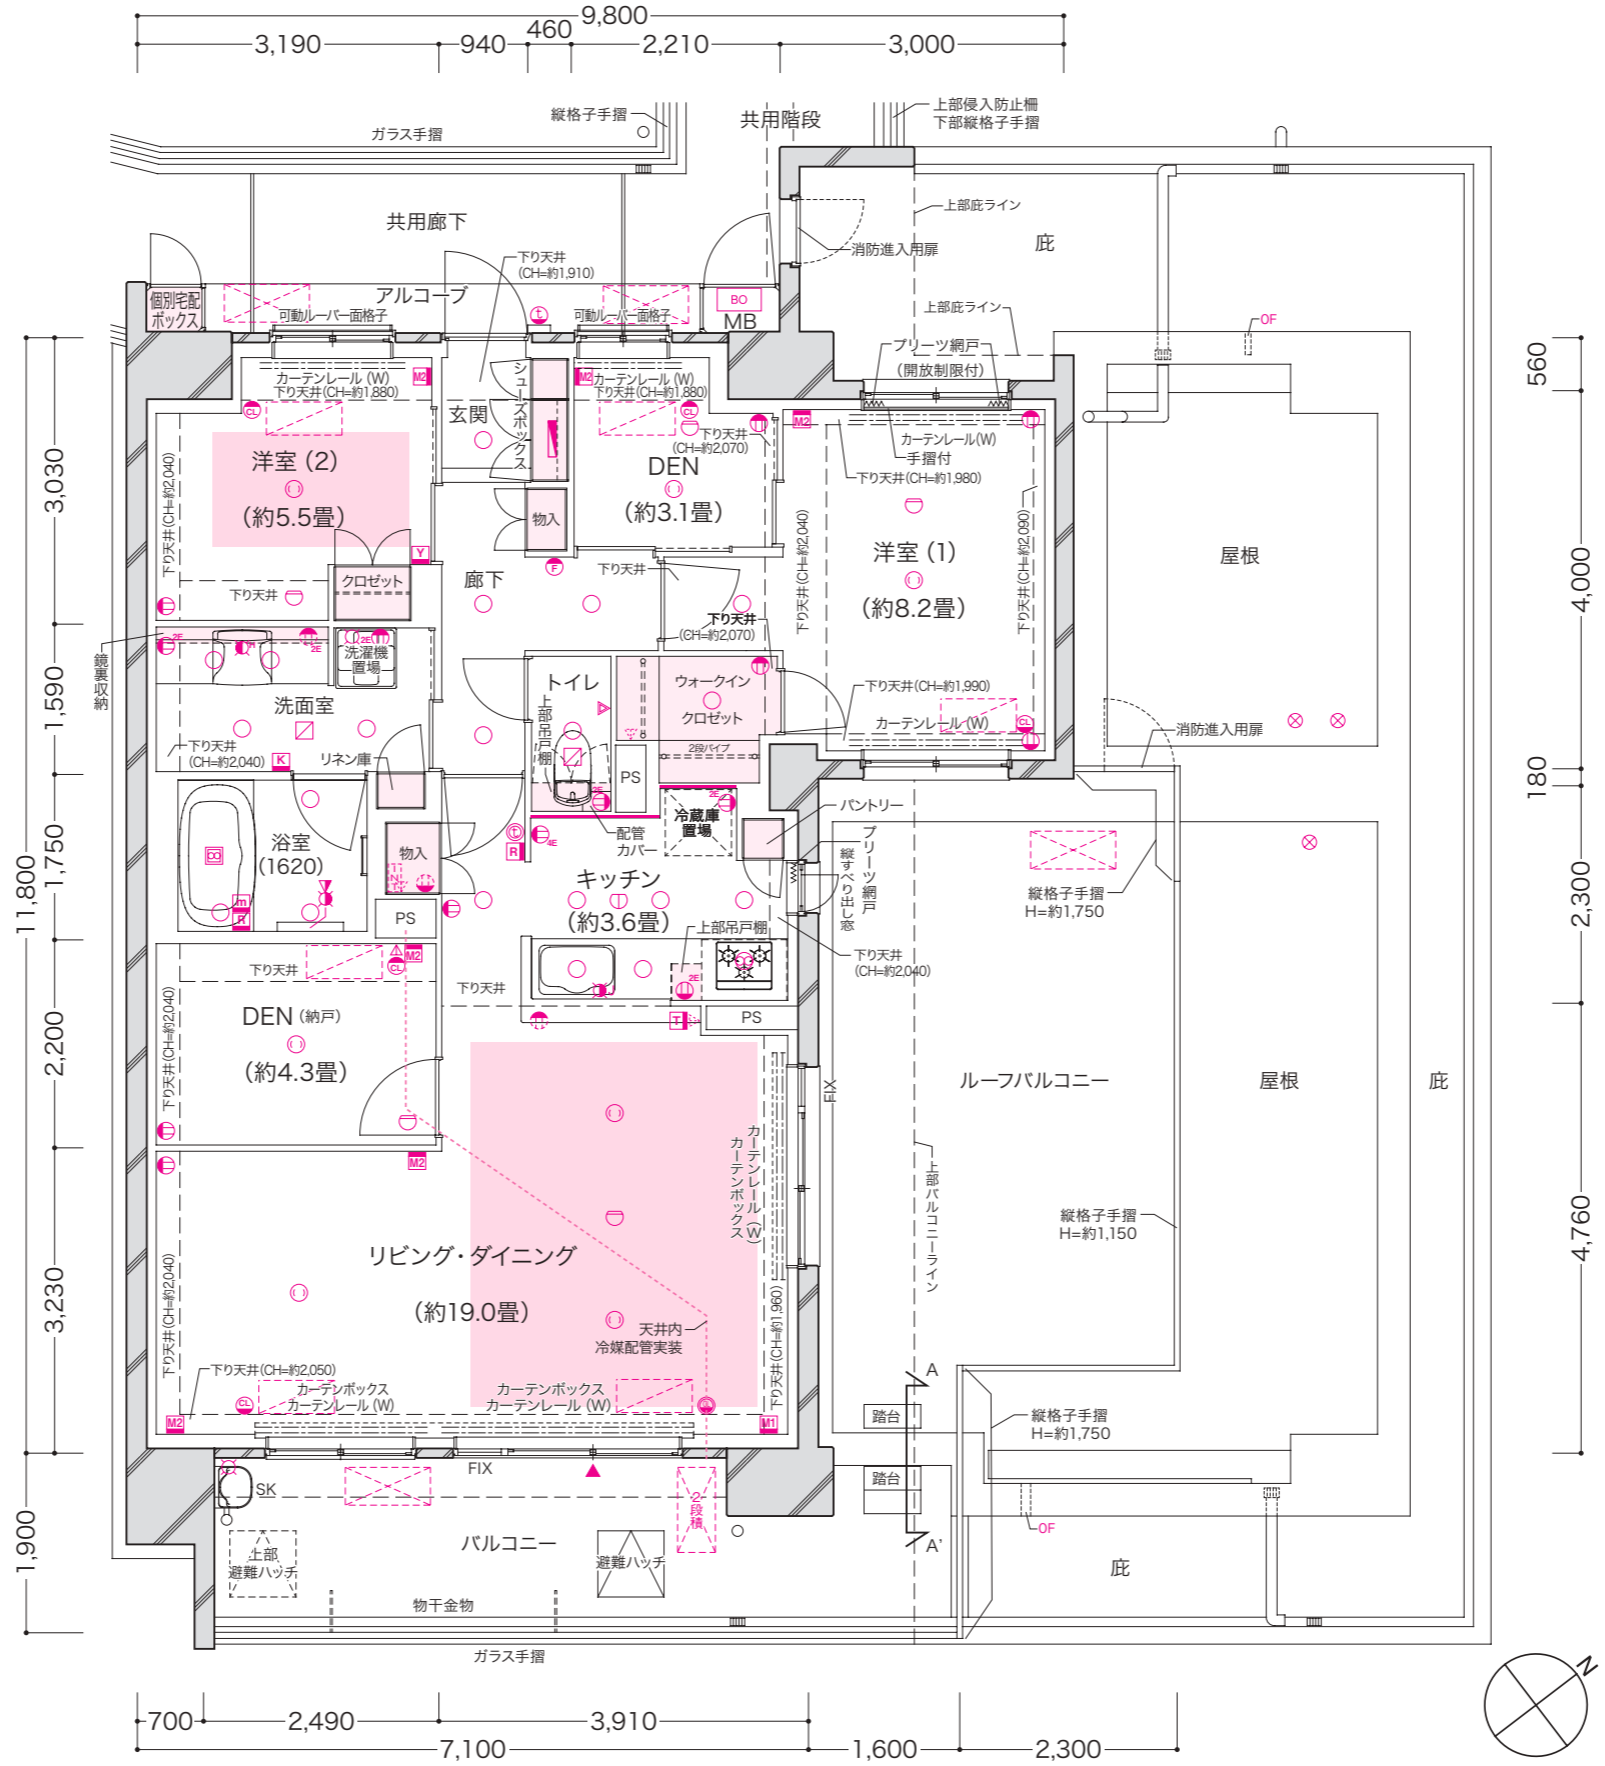 9,800
3,190
940
460
2,210
3,000
縦格子手摺
ガラス手摺
共用階段
上部侵入防止柵
下部縦格子手摺
共用廊下
下り天井
(CH=約1,910)
上部庇ライン
消防進入用扉
庇
個別宅配
ボックス
アルコーブ
可動ルーバー面格子
t
可動ルーバー面格子
BO
MB
上部庇ライン
OF
プリーツ網戸
(開放制限付)
カーテンレール(W)
下り天井(CH=約1,880)
M2
CL
玄関
シューズボックス
M2
カーテンレール(W)
下り天井(CH=約1,880)
CL
下り天井
(CH=約2,070)
M2
カーテンレール(W)
手摺付
下り天井(CH=約1,980)
洋室(2)
(約5.5畳)
下り天井(CH=約2,040)
Y
クロゼット
下り天井
DEN
(約3.1畳)
物入
F
下り天井
廊下
下り天井(CH=約2,040)
洋室(1)
(約8.2畳)
下り天井(CH=約2,090)
屋根
下り天井
(CH=約2,070)
鏡裏収納
2E
2E
2E
洗濯機
置場
洗面室
下り天井
(CH=約2,040)
K
リネン庫
トイレ
上部吊戸棚
2E
PS
ウォークイン
クロゼット
2段パイプ
下り天井(CH=約1,990)
カーテンレール(W)
CL
消防進入用扉
2E
冷蔵庫
置場
パントリー
浴室
(1620)
m
R
物入
t
R
4E
配管
カバー
キッチン
(約3.6畳)
プリーツ網戸
縦すべり出し窓
縦格子手摺
H=約1,750
PS
上部吊戸棚
2E
下り天井
(CH=約2,040)
下り天井
CL
M2
下り天井
DEN(納戸)
(約4.3畳)
下り天井(CH=約2,040)
T
PS
FIX
ルーフバルコニー
屋根
庇
M2
カーテンレール(W)
カーテンボックス
上部バルコニーライン
縦格子手摺
H=約1,150
リビング・ダイニング
(約19.0畳)
下り天井(CH=約2,040)
天井内
冷媒配管実装
下り天井(CH=約1,960)
下り天井(CH=約2,050)
カーテンボックス
カーテンレール(W)
カーテンボックス
カーテンレール(W)
CL
M2
M1
A
踏台
縦格子手摺
H=約1,750
SK
FIX
2段積
踏台
A'
OF
バルコニー
上部
避難ハッチ
避難ハッチ
庇
物干金物
ガラス手摺
N
11,800
3,030
1,590
1,750
2,200
3,230
1,900
560
4,000
180
2,300
4,760
700
2,490
3,910
7,100
1,600
2,300